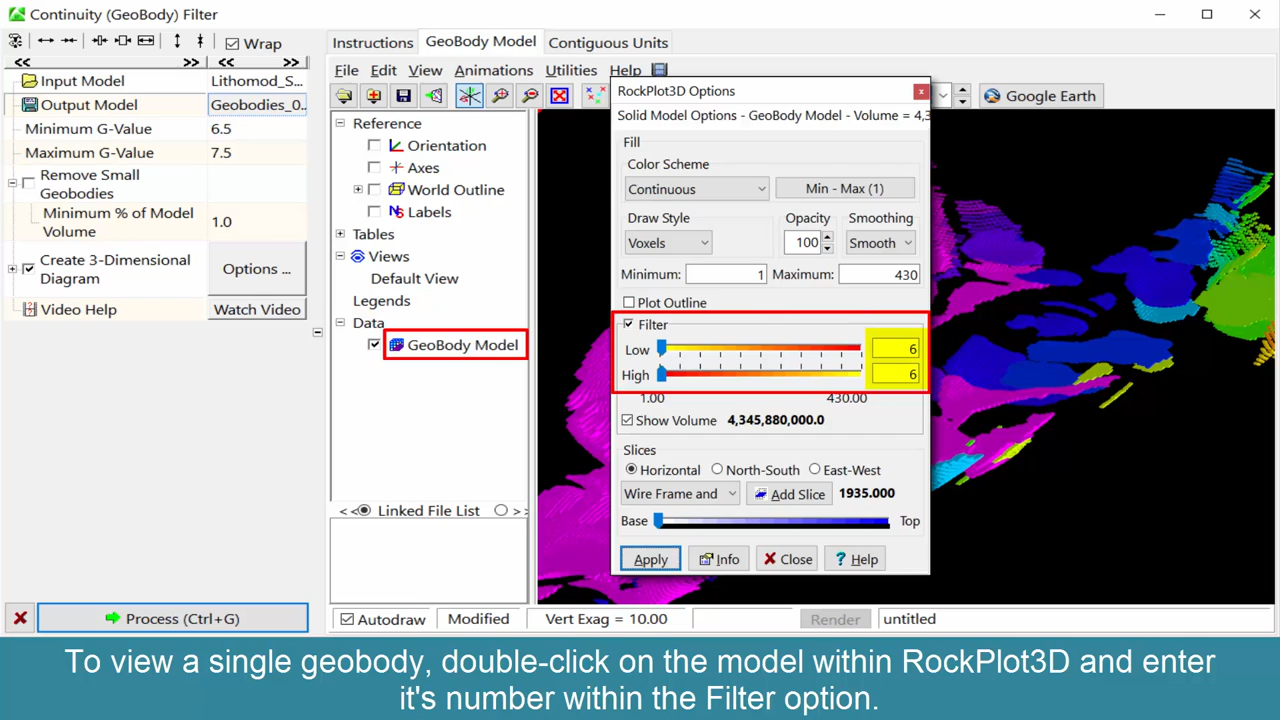 Continuity (GeoBody) Filter
Wrap
<< >> << >>
Input Model Lithomod_S...
Output Model Geobodies_0...
Minimum G-Value 6.5
Maximum G-Value 7.5
Remove Small
Geobodies
Minimum % of Model
Volume 1.0
Create 3-Dimensional
Diagram Options ...
Video Help Watch Video
Process (Ctrl+G)
Instructions GeoBody Model Contiguous Units
File Edit View Animations Utilities Help
Google Earth
Reference
Orientation
Axes
World Outline
Labels
Tables
Views
Default View
Legends
Data
GeoBody Model
<< Linked File List >>
Autodraw Modified Vert Exag = 10.00 Render untitled
RockPlot3D Options
Solid Model Options - GeoBody Model - Volume = 4,3
Fill
Color Scheme
Continuous Min - Max (1)
Draw Style Opacity Smoothing
Voxels 100 Smooth
Minimum: 1 Maximum: 430
Plot Outline
Filter
Low 6
High 6
1.00 430.00
Show Volume 4,345,880,000.0
Slices
Horizontal North-South East-West
Wire Frame and Add Slice 1935.000
Base Top
Apply Info Close Help
To view a single geobody, double-click on the model within RockPlot3D and enter
it's number within the Filter option.